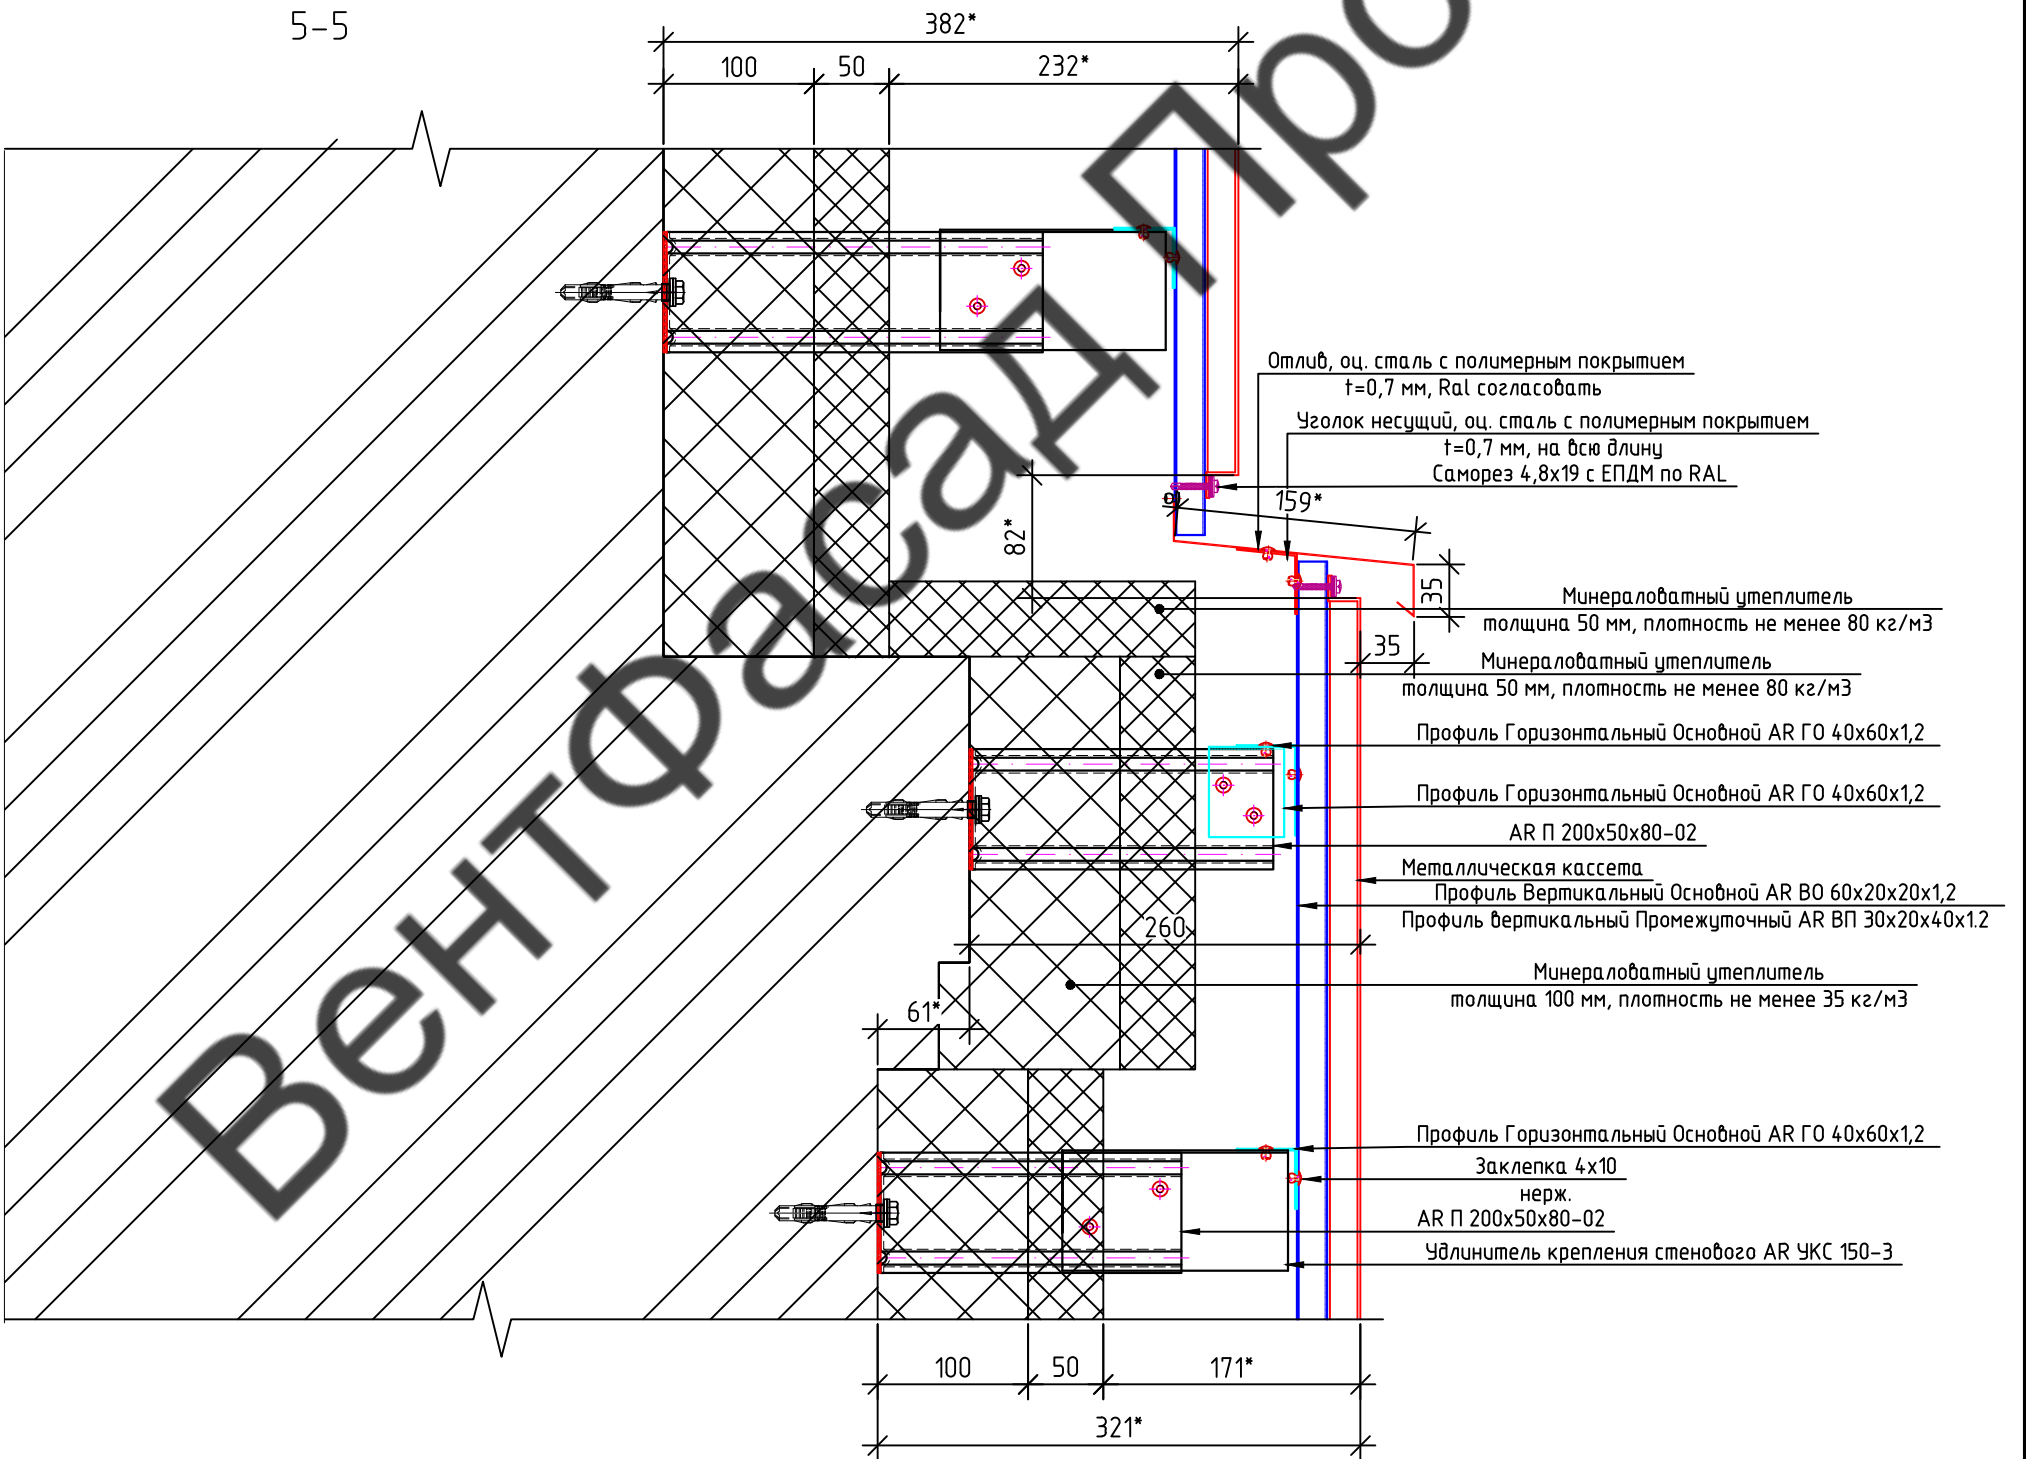 5-5
382*
100
50
232*
Отлив, оц. сталь с полимерным покрытием
t=0,7 мм, Ral согласовать
Уголок несущий, оц. сталь с полимерным покрытием
t=0,7 мм, на всю длину
Саморез 4,8х19 с ЕПДМ по RAL
159*
82*
35
Минераловатный утеплитель
толщина 50 мм, плотность не менее 80 кг/м3
35
Минераловатный утеплитель
толщина 50 мм, плотность не менее 80 кг/м3
Профиль Горизонтальный Основной AR ГО 40х60х1,2
Профиль Горизонтальный Основной AR ГО 40х60х1,2
AR П 200х50х80-02
Металлическая кассета
Профиль Вертикальный Основной AR ВО 60х20х20х1,2
Профиль вертикальный Промежуточный AR ВП 30х20х40х1.2
260
Минераловатный утеплитель
толщина 100 мм, плотность не менее 35 кг/м3
61*
Профиль Горизонтальный Основной AR ГО 40х60х1,2
Заклепка 4х10
нерж.
AR П 200х50х80-02
Удлинитель крепления стенового AR УКС 150-3
100
50
171*
321*
ВентФасад Про